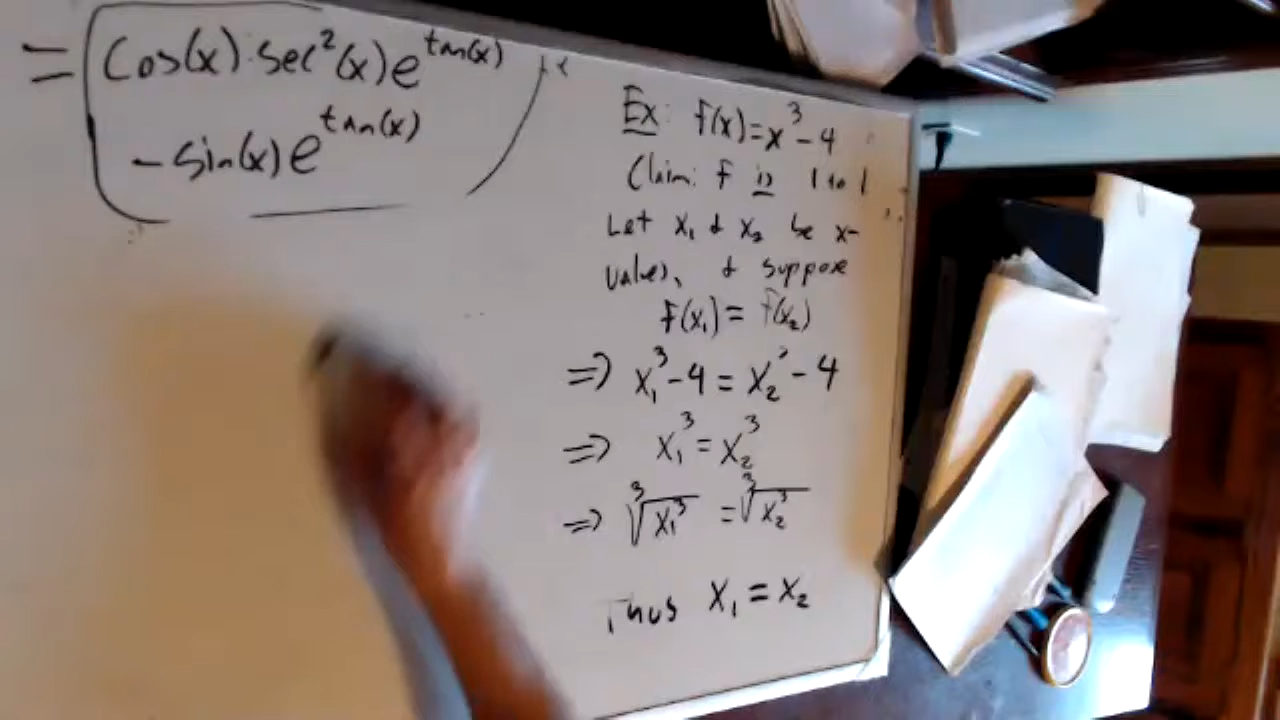 = cos(x)·sec²(x)e^tan(x)
- sin(x)e^tan(x)
Ex: f(x)=x³-4
Claim: f is 1 to 1
Let x₁ & x₂ be x-
values, & suppose
f(x₁) = f(x₂)
=> x₁³-4 = x₂³-4
=> x₁³ = x₂³
=> ∛x₁³ = ∛x₂³
Thus x₁ = x₂